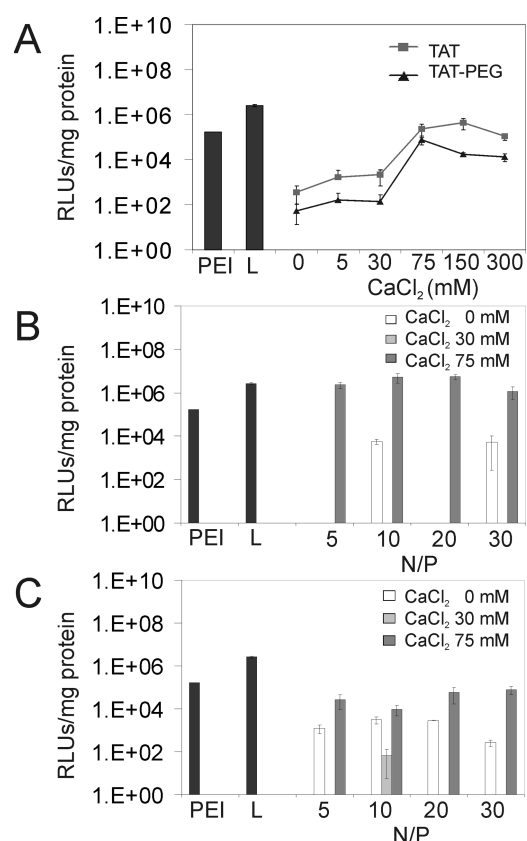 A
RLUs/mg protein
1.E+10
1.E+08
1.E+06
1.E+04
1.E+02
1.E+00
TAT
TAT-PEG
PEI L 0 5 30 75 150 300
CaCl₂ (mM)
B
RLUs/mg protein
1.E+10
1.E+08
1.E+06
1.E+04
1.E+02
1.E+00
CaCl₂ 0 mM
CaCl₂ 30 mM
CaCl₂ 75 mM
PEI L 5 10 20 30
N/P
C
RLUs/mg protein
1.E+10
1.E+08
1.E+06
1.E+04
1.E+02
1.E+00
CaCl₂ 0 mM
CaCl₂ 30 mM
CaCl₂ 75 mM
PEI L 5 10 20 30
N/P